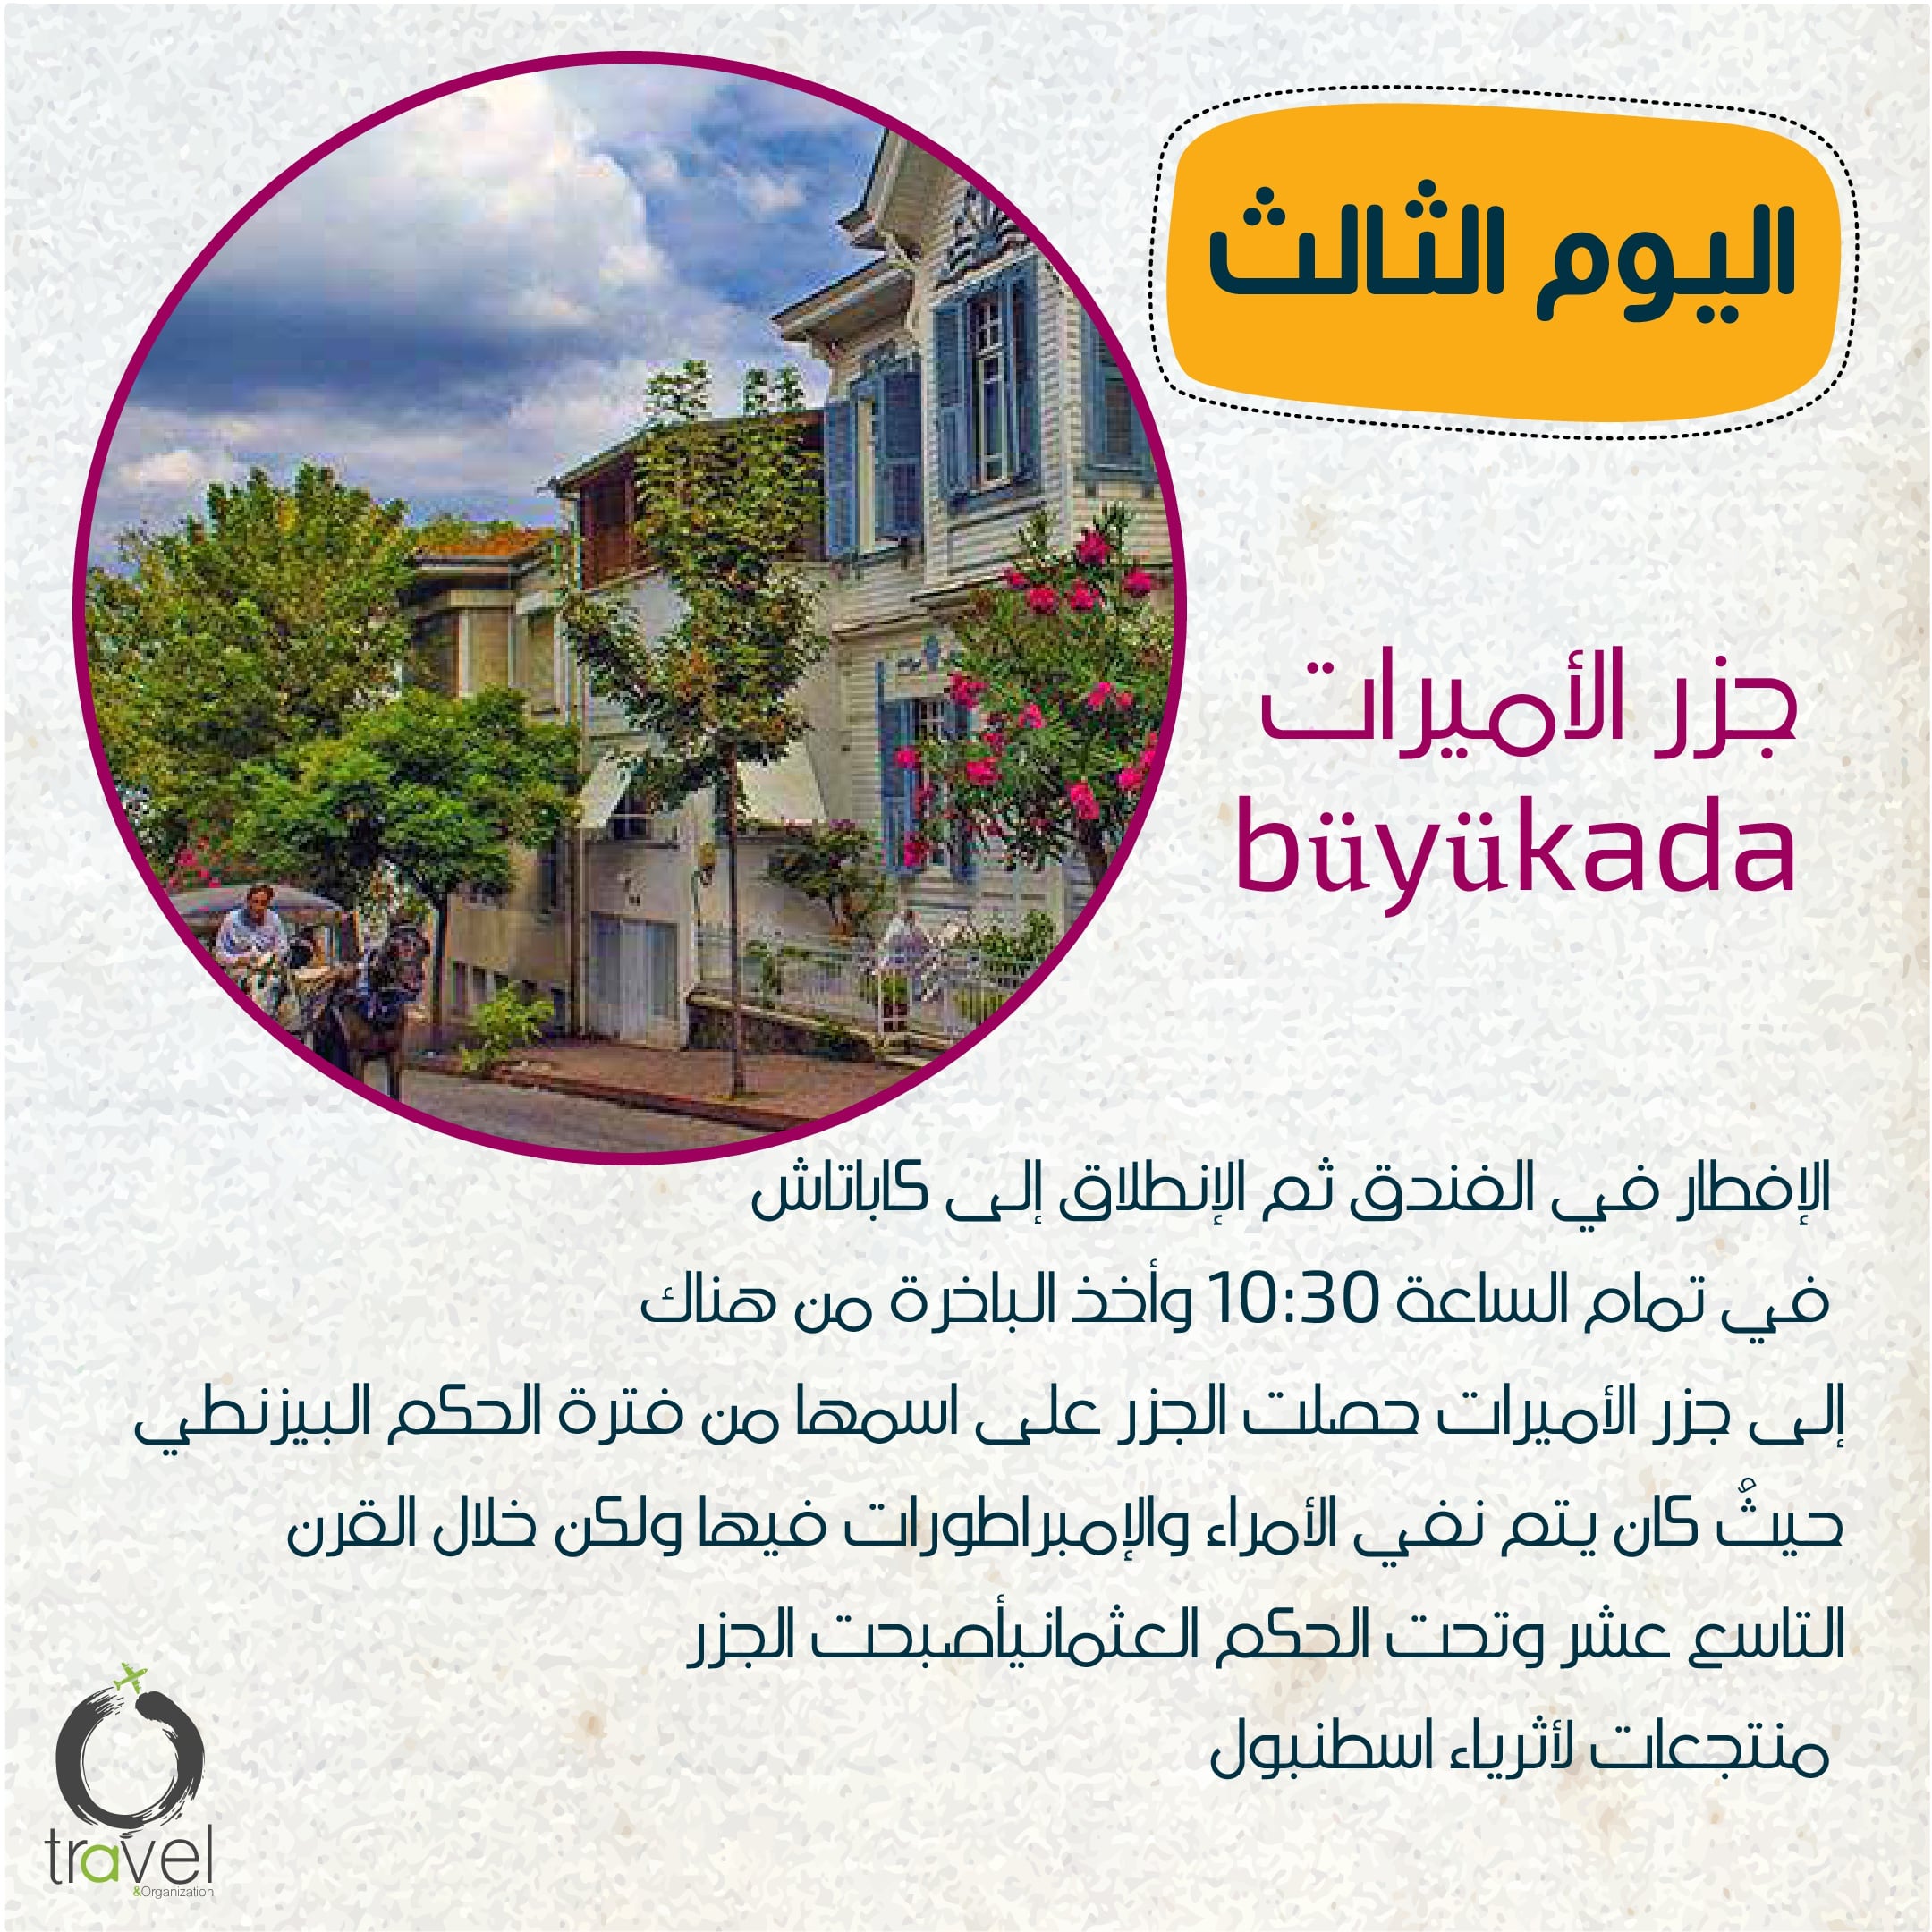 اليوم الثالث
جزر الأميرات
büyükada
الإفطار في الفندق ثم الإنطلاق إلى كاباتاش
في تمام الساعة 10:30 وأخذ الباخرة من هناك
إلى جزر الأميرات حصلت الجزر على اسمها من فترة الحكم البيزنطي
حيثُ كان يتم نفي الأمراء والإمبراطورات فيها ولكن خلال القرن
التاسع عشر وتحت الحكم العثمانيأصبحت الجزر
منتجعات لأثرياء اسطنبول
travel
&Organization